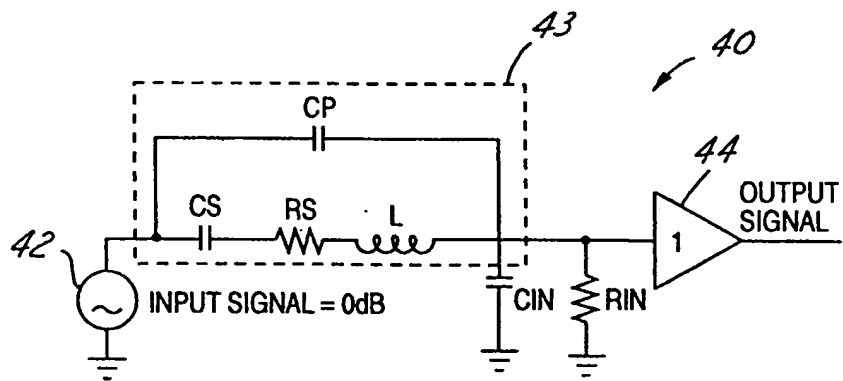 43
40
CP
44
OUTPUT
SIGNAL
CS
RS
L
42
1
INPUT SIGNAL = 0dB
CIN
RIN